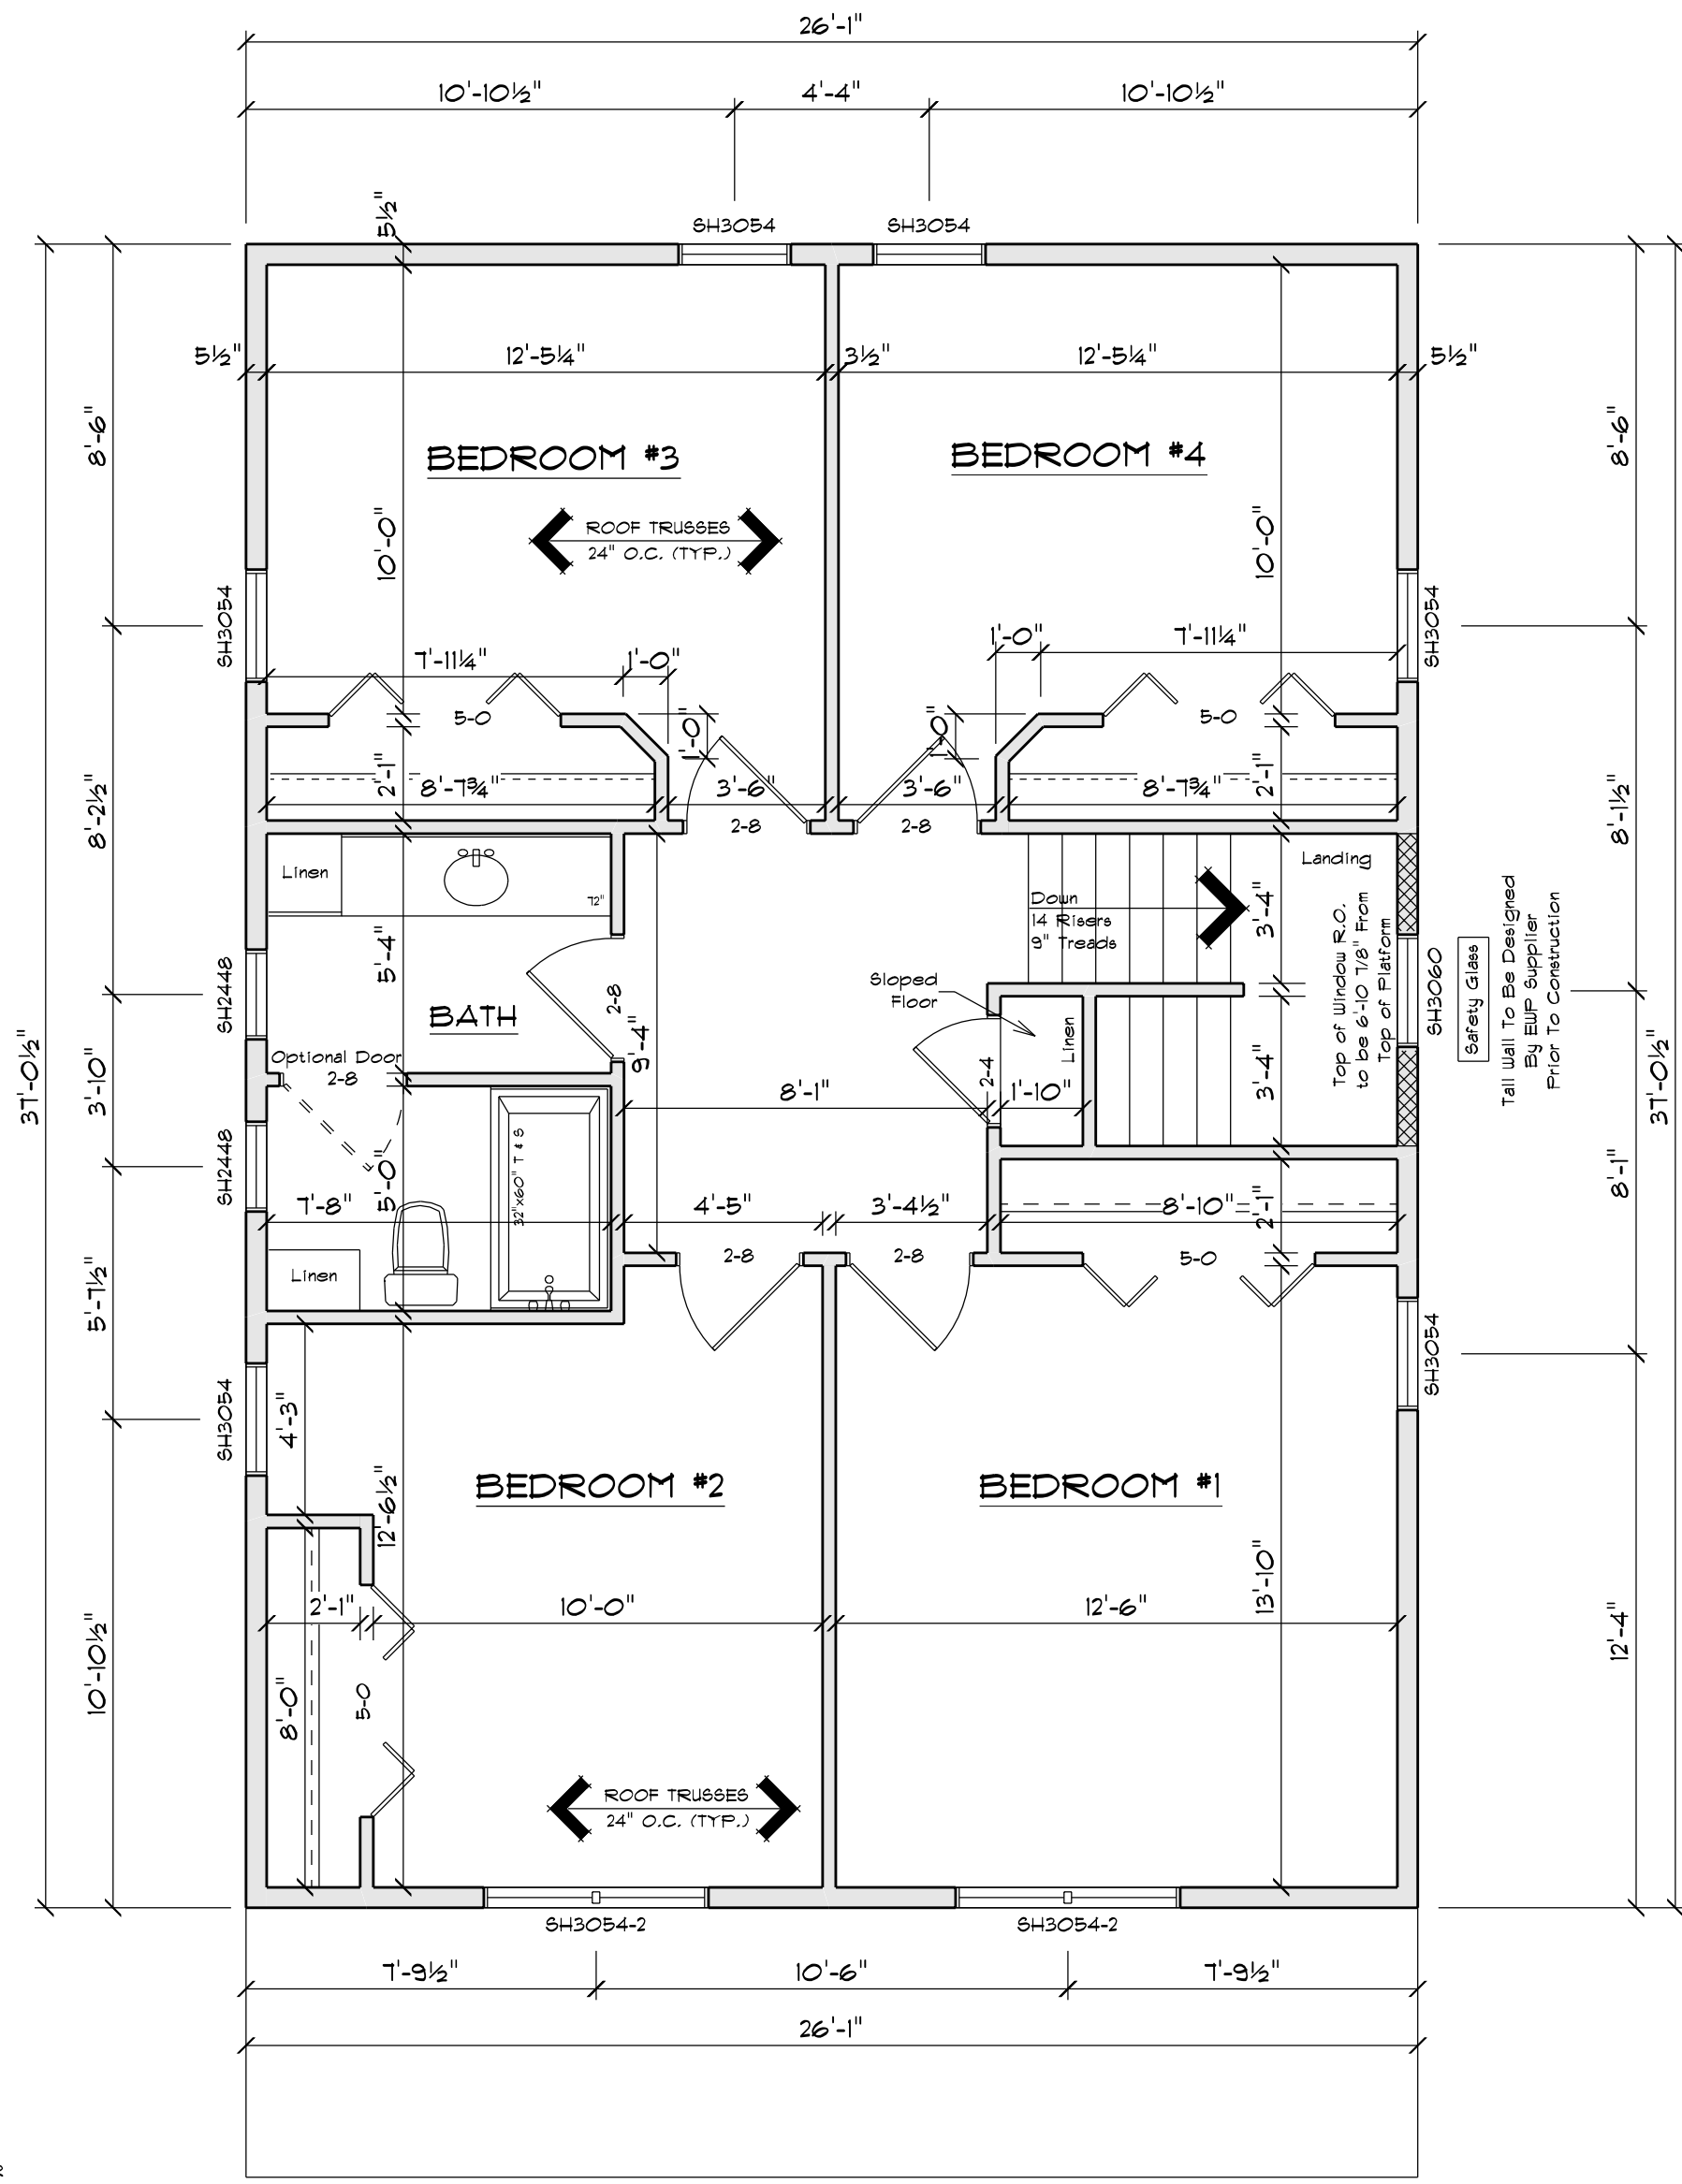 26'-1"
10'-10½" 4'-4" 10'-10½"
5½"
SH3054 SH3054
5½" 12'-5¼" 3½" 12'-5¼" 5½"
8'-6" 8'-6"
BEDROOM #3 BEDROOM #4
ROOF TRUSSES
24" O.C. (TYP.)
10'-0" 10'-0"
SH3054 SH3054
7'-11¼" 1'-0" 1'-0" 7'-11¼"
5-0 1'-0" 1'-0" 5-0
2'-1" 8'-7¾" 3'-6" 3'-6" 8'-7¾" 2'-1"
2-8 2-8
8'-2½" 8'-1½"
Linen
72"
Landing
Down
14 Risers
9" Treads
3'-4"
Top of Window R.O.
to be 6'-10 7/8" From
Top of Platform
SH3060
Safety Glass
Tall Wall To Be Designed
By EWP Supplier
Prior To Construction
5'-4"
SH2448
BATH
2-8
9'-4"
Sloped
Floor
Linen
2-4
1'-10"
3'-4"
37'-0½" 37'-0½"
3'-10"
Optional Door
2-8
8'-1"
8'-1"
SH2448
5'-0"
32"x60" T & S
7'-8" 4'-5" 3'-4½" 8'-10" 2'-1"
2-8 2-8 5-0
Linen
5'-7½"
SH3054 SH3054
4'-3"
BEDROOM #2 BEDROOM #1
12'-6½" 13'-10"
2'-1" 10'-0" 12'-6"
10'-10½" 12'-4"
8'-0" 5-0
ROOF TRUSSES
24" O.C. (TYP.)
SH3054-2 SH3054-2
7'-9½" 10'-6" 7'-9½"
26'-1"